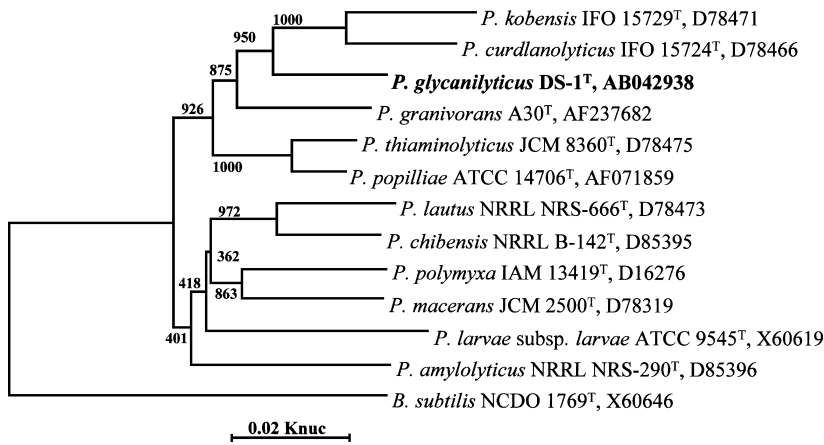 1000
P. kobensis IFO 15729ᵀ, D78471
950
P. curdlanolyticus IFO 15724ᵀ, D78466
875
P. glycanilyticus DS-1ᵀ, AB042938
926
P. granivorans A30ᵀ, AF237682
P. thiaminolyticus JCM 8360ᵀ, D78475
1000
P. popilliae ATCC 14706ᵀ, AF071859
972
P. lautus NRRL NRS-666ᵀ, D78473
P. chibensis NRRL B-142ᵀ, D85395
362
P. polymyxa IAM 13419ᵀ, D16276
418
863
P. macerans JCM 2500ᵀ, D78319
P. larvae subsp. larvae ATCC 9545ᵀ, X60619
401
P. amylolyticus NRRL NRS-290ᵀ, D85396
B. subtilis NCDO 1769ᵀ, X60646
0.02 Knuc